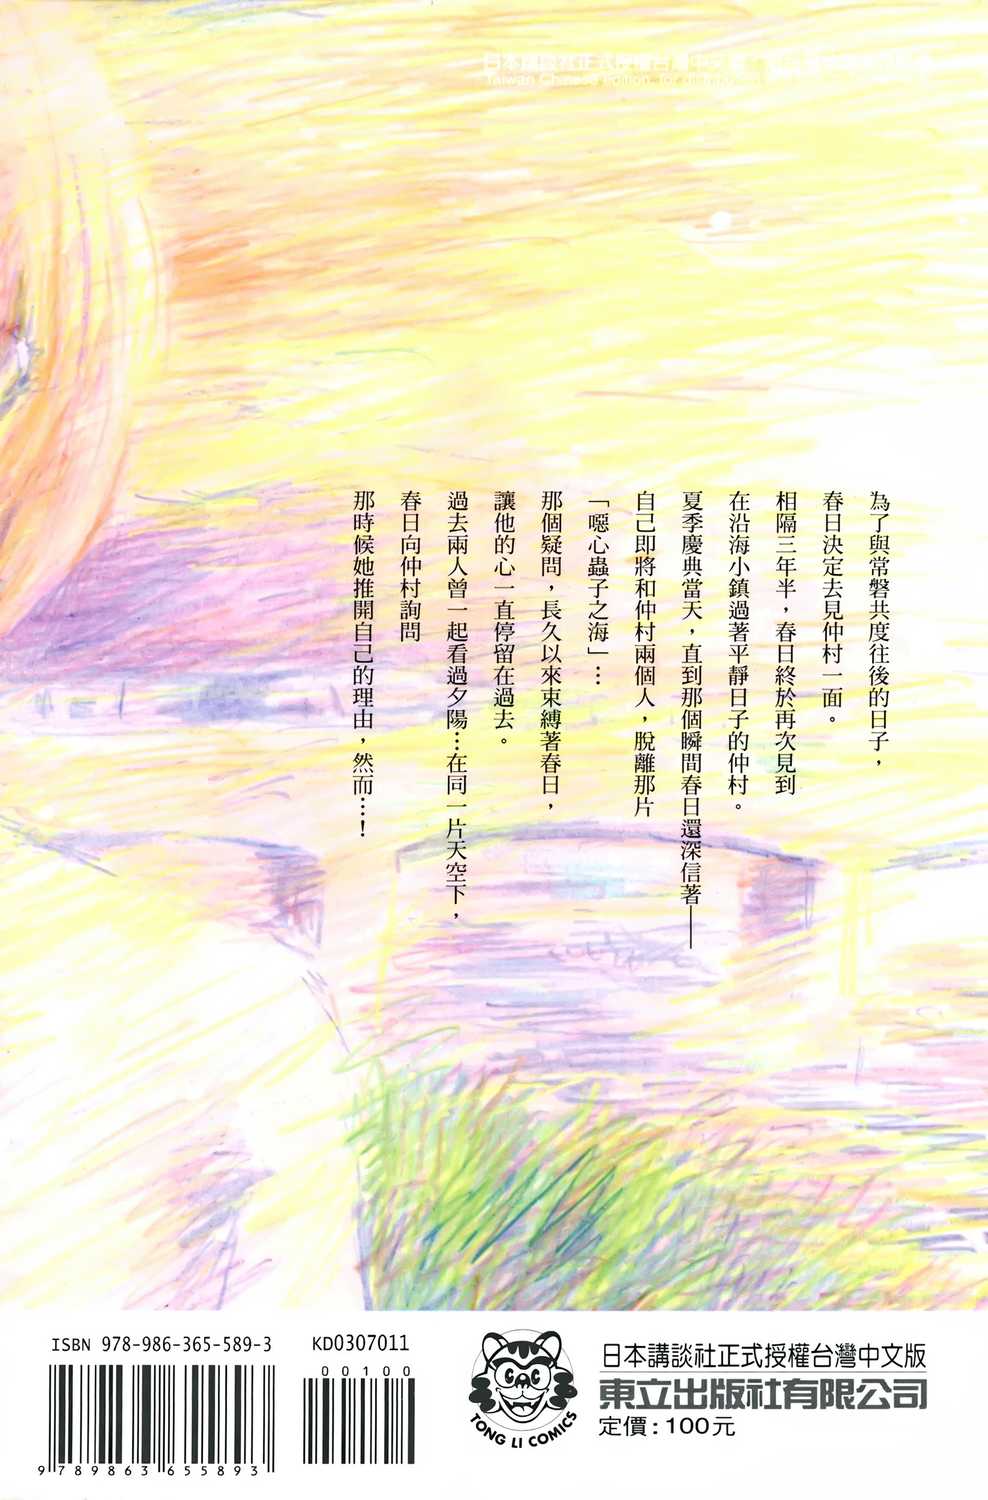 日本講談社正式授權台灣中文版
Taiwan Chinese edition, for distribution
為了與常磐共度往後的日子，
春日決定去見仲村一面。
相隔三年半，春日終於再次見到
在沿海小鎮過著平靜日子的仲村。
夏季慶典當天，直到那個瞬間春日還深信著——
自己即將和仲村兩個人，脫離那片
「噁心蟲子之海」…
那個疑問，長久以來束縛著春日，
讓他的心一直停留在過去。
過去兩人曾一起看過夕陽…在同一片天空下，
春日向仲村詢問
那時候她推開自己的理由，然而…！
ISBN 978-986-365-589-3
9 789863 655893
KD0307011
00100
TONG LI COMICS
日本講談社正式授權台灣中文版
東立出版社有限公司
定價：100元